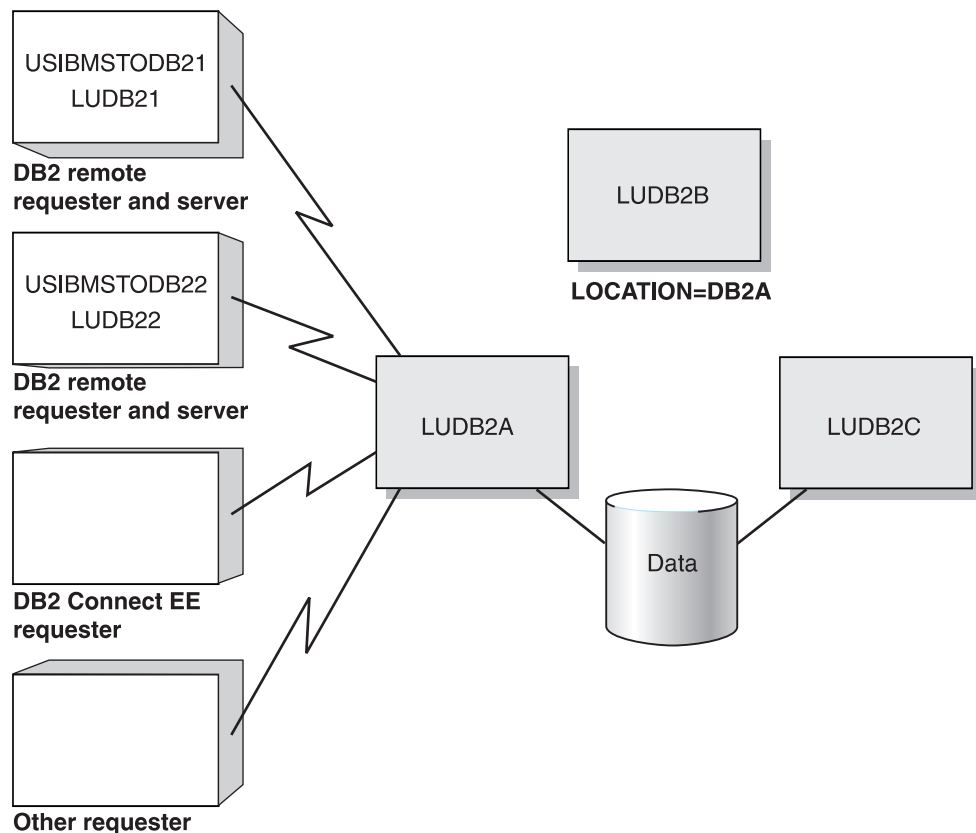 USIBMSTODB21
LUDB21
DB2 remote
requester and server
USIBMSTODB22
LUDB22
DB2 remote
requester and server
DB2 Connect EE
requester
Other requester
LUDB2B
LOCATION=DB2A
LUDB2A
LUDB2C
Data